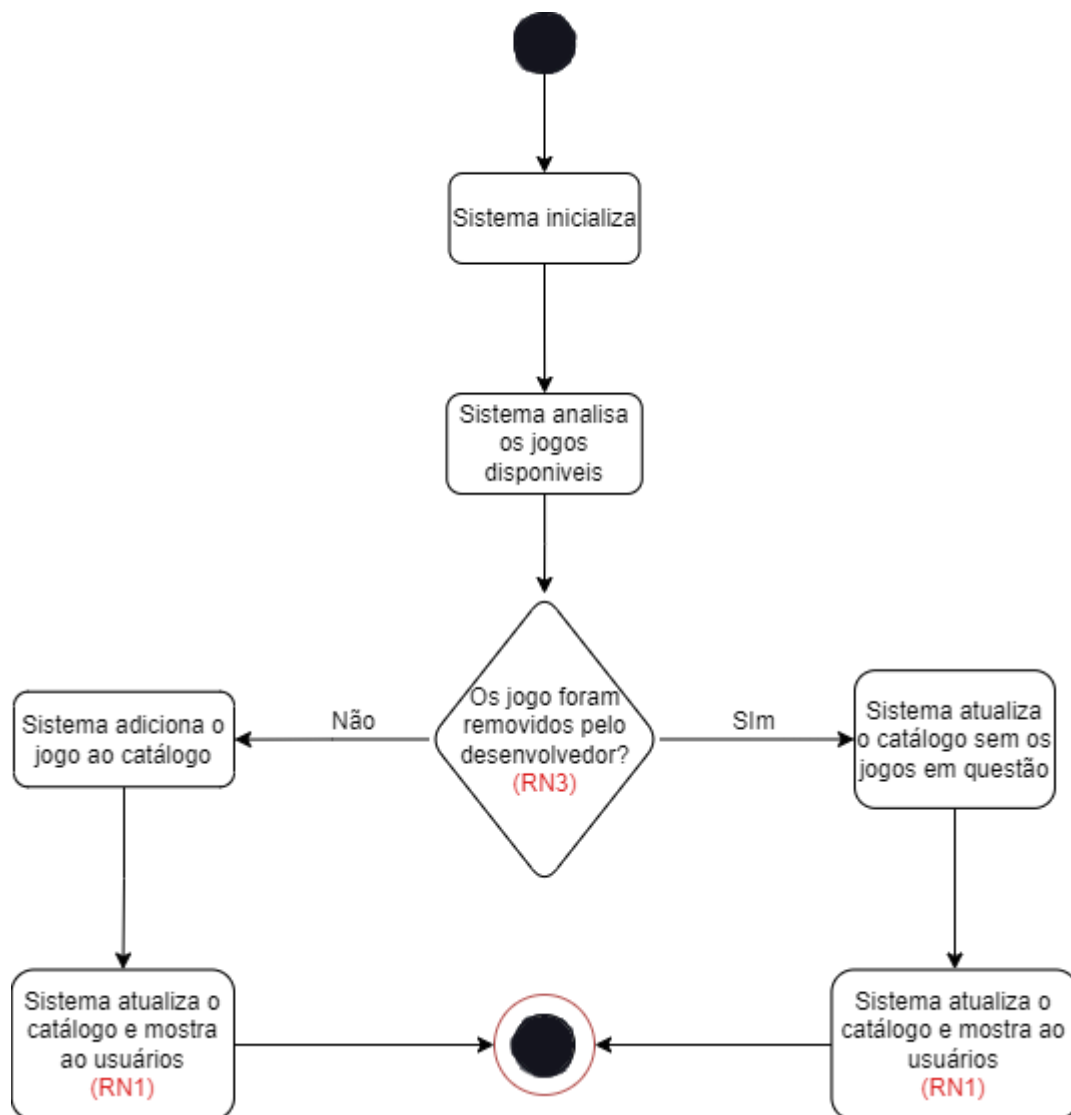 Sistema inicializa
Sistema analisa
os jogos
disponiveis
Os jogo foram
removidos pelo
desenvolvedor?
(RN3)
Não
SIm
Sistema adiciona o
jogo ao catálogo
Sistema atualiza
o catálogo sem os
jogos em questão
Sistema atualiza o
catálogo e mostra
ao usuários
(RN1)
Sistema atualiza o
catálogo e mostra ao
usuários
(RN1)